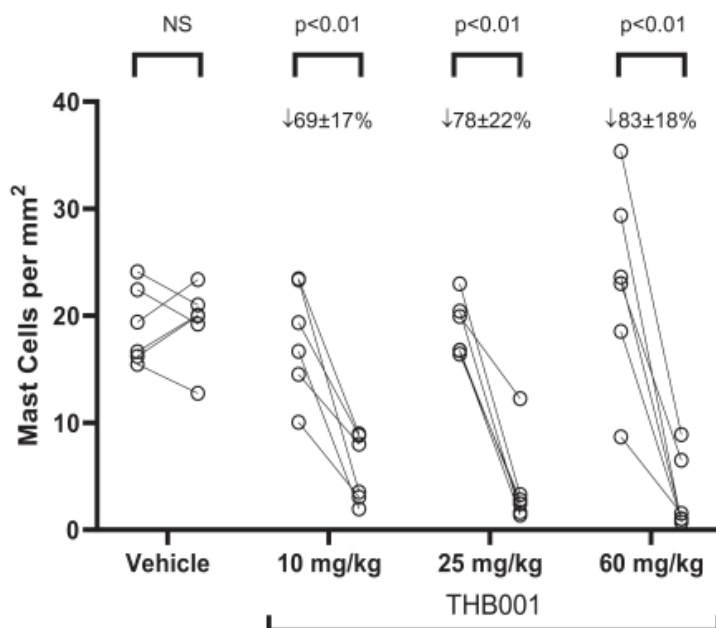 NS p<0.01 p<0.01 p<0.01
↓69±17% ↓78±22% ↓83±18%
Mast Cells per mm²
40
30
20
10
0
Vehicle 10 mg/kg 25 mg/kg 60 mg/kg
THB001